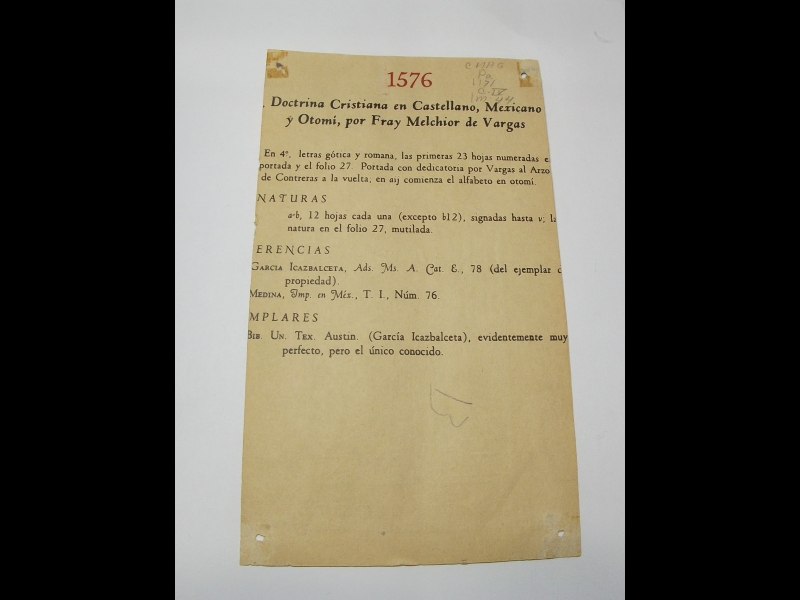 1576
Doctrina Cristiana en Castellano, Mexicano
y Otomí, por Fray Melchior de Vargas
En 4º, letras gótica y romana, las primeras 23 hojas numeradas e
portada y el folio 27. Portada con dedicatoria por Vargas al Arzo
de Contreras a la vuelta; en aij comienza el alfabeto en otomí.
NATURAS
a-b, 12 hojas cada una (excepto b12), signadas hasta v; la
natura en el folio 27, mutilada.
ERENCIAS
García Icazbalceta, Ads. Ms. A. Cat. E., 78 (del ejemplar d
propiedad).
Medina, Imp. en Méx., T. I., Núm. 76.
MPLARES
Bib. Un. Tex. Austin. (García Icazbalceta), evidentemente muy
perfecto, pero el único conocido.